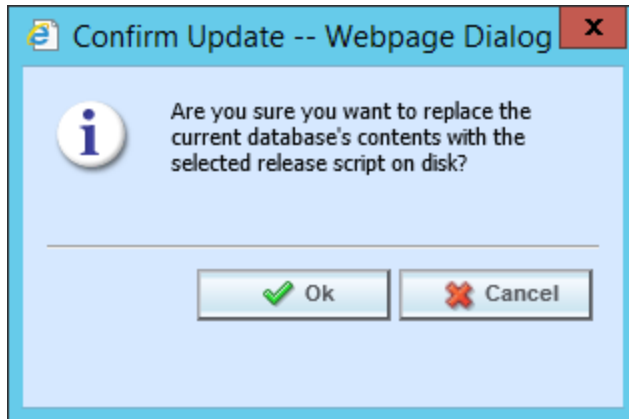 Confirm Update -- Webpage Dialog
Are you sure you want to replace the
current database's contents with the
selected release script on disk?
Ok
Cancel